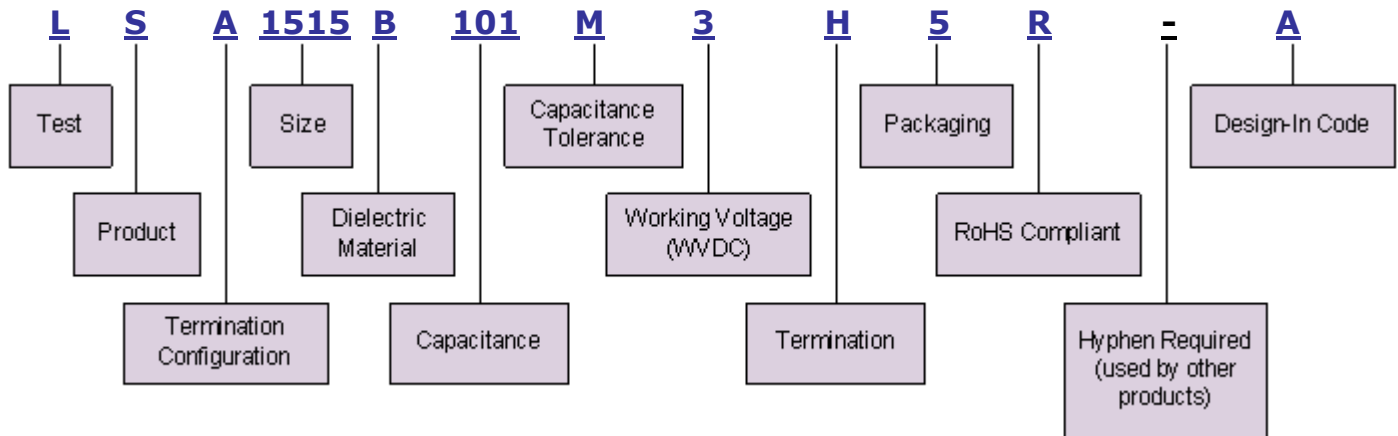 L S A 1515 B 101 M 3 H 5 R - A
Test
Size
Capacitance
Tolerance
Packaging
Design-In Code
Product
Dielectric
Material
Working Voltage
(WVDC)
RoHS Compliant
Termination
Configuration
Capacitance
Termination
Hyphen Required
(used by other
products)